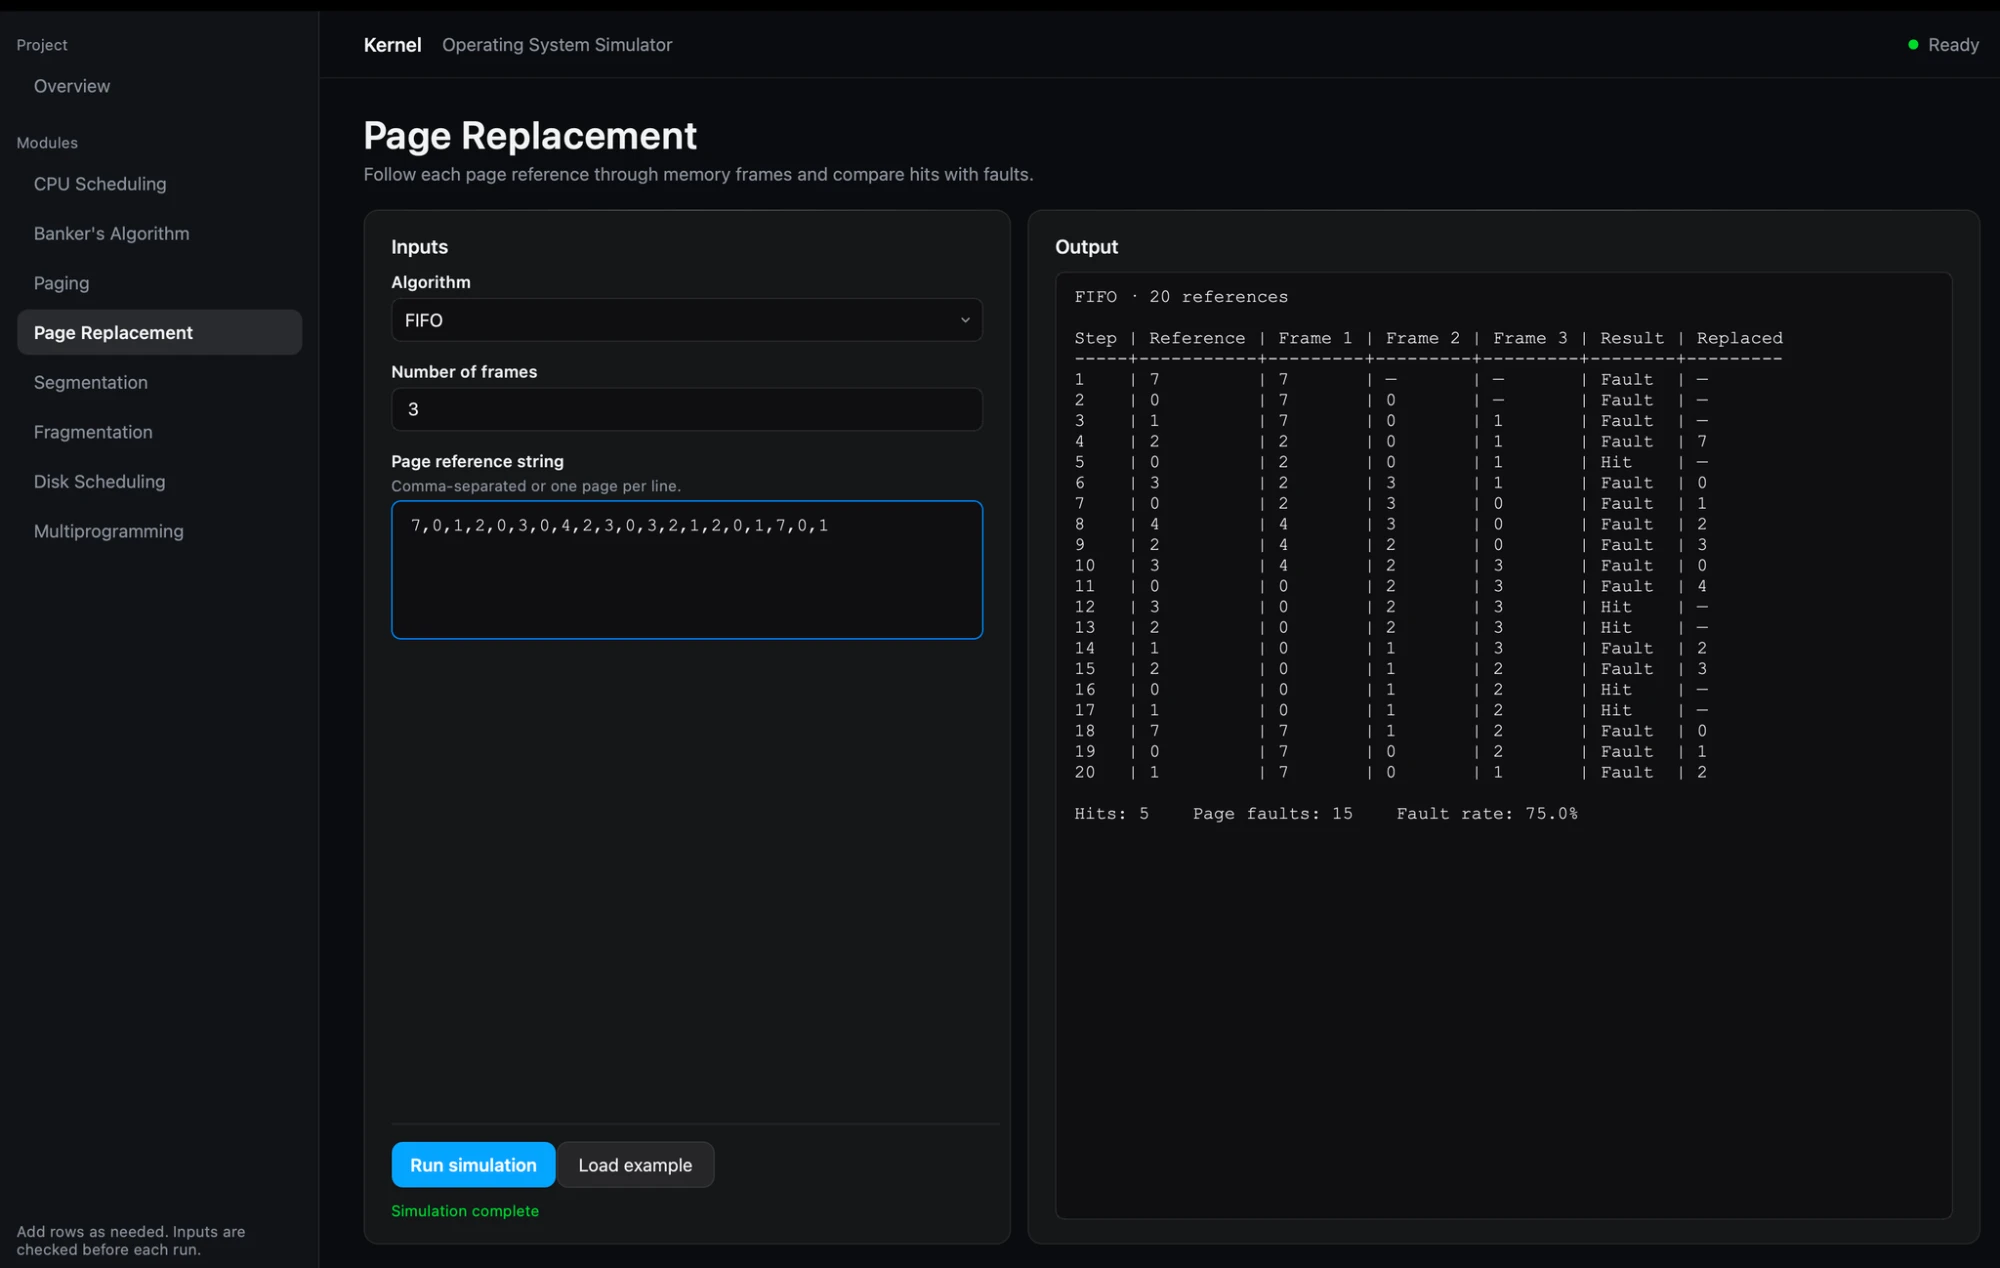 Project
Overview
Modules
CPU Scheduling
Banker's Algorithm
Paging
Page Replacement
Segmentation
Fragmentation
Disk Scheduling
Multiprogramming
Add rows as needed. Inputs are
checked before each run.
Kernel Operating System Simulator
Ready
Page Replacement
Follow each page reference through memory frames and compare hits with faults.
Inputs
Algorithm
FIFO
Number of frames
3
Page reference string
Comma-separated or one page per line.
7,0,1,2,0,3,0,4,2,3,0,3,2,1,2,0,1,7,0,1
Run simulation
Load example
Simulation complete
Output
FIFO · 20 references
Step | Reference | Frame 1 | Frame 2 | Frame 3 | Result | Replaced
-----+-----------+---------+---------+---------+--------+---------
1    | 7         | 7       | —       | —       | Fault  | —
2    | 0         | 7       | 0       | —       | Fault  | —
3    | 1         | 7       | 0       | 1       | Fault  | —
4    | 2         | 2       | 0       | 1       | Fault  | 7
5    | 0         | 2       | 0       | 1       | Hit    | —
6    | 3         | 2       | 3       | 1       | Fault  | 0
7    | 0         | 2       | 3       | 0       | Fault  | 1
8    | 4         | 4       | 3       | 0       | Fault  | 2
9    | 2         | 4       | 2       | 0       | Fault  | 3
10   | 3         | 4       | 2       | 3       | Fault  | 0
11   | 0         | 0       | 2       | 3       | Fault  | 4
12   | 3         | 0       | 2       | 3       | Hit    | —
13   | 2         | 0       | 2       | 3       | Hit    | —
14   | 1         | 0       | 1       | 3       | Fault  | 2
15   | 2         | 0       | 1       | 2       | Fault  | 3
16   | 0         | 0       | 1       | 2       | Hit    | —
17   | 1         | 0       | 1       | 2       | Hit    | —
18   | 7         | 7       | 1       | 2       | Fault  | 0
19   | 0         | 7       | 0       | 2       | Fault  | 1
20   | 1         | 7       | 0       | 1       | Fault  | 2
Hits: 5    Page faults: 15    Fault rate: 75.0%